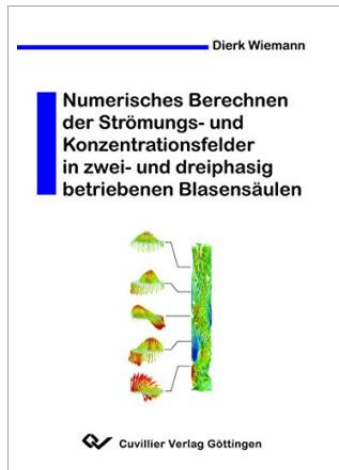 Dierk Wiemann
Numerisches Berechnen
der Strömungs- und
Konzentrationsfelder
in zwei- und dreiphasig
betriebenen Blasensäulen
Cuvillier Verlag Göttingen